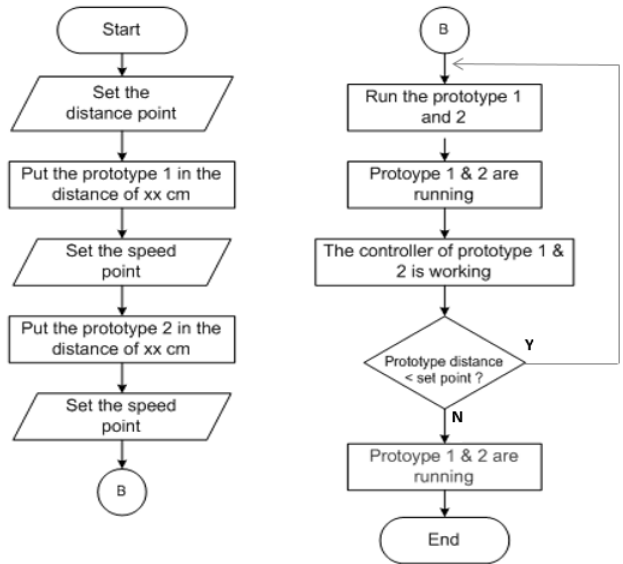 Start
Set the
distance point
Put the prototype 1 in the
distance of xx cm
Set the speed
point
Put the prototype 2 in the
distance of xx cm
Set the speed
point
B
B
Run the prototype 1
and 2
Protoype 1 & 2 are
running
The controller of prototype 1 &
2 is working
Prototype distance
< set point ?
Y
N
Protoype 1 & 2 are
running
End